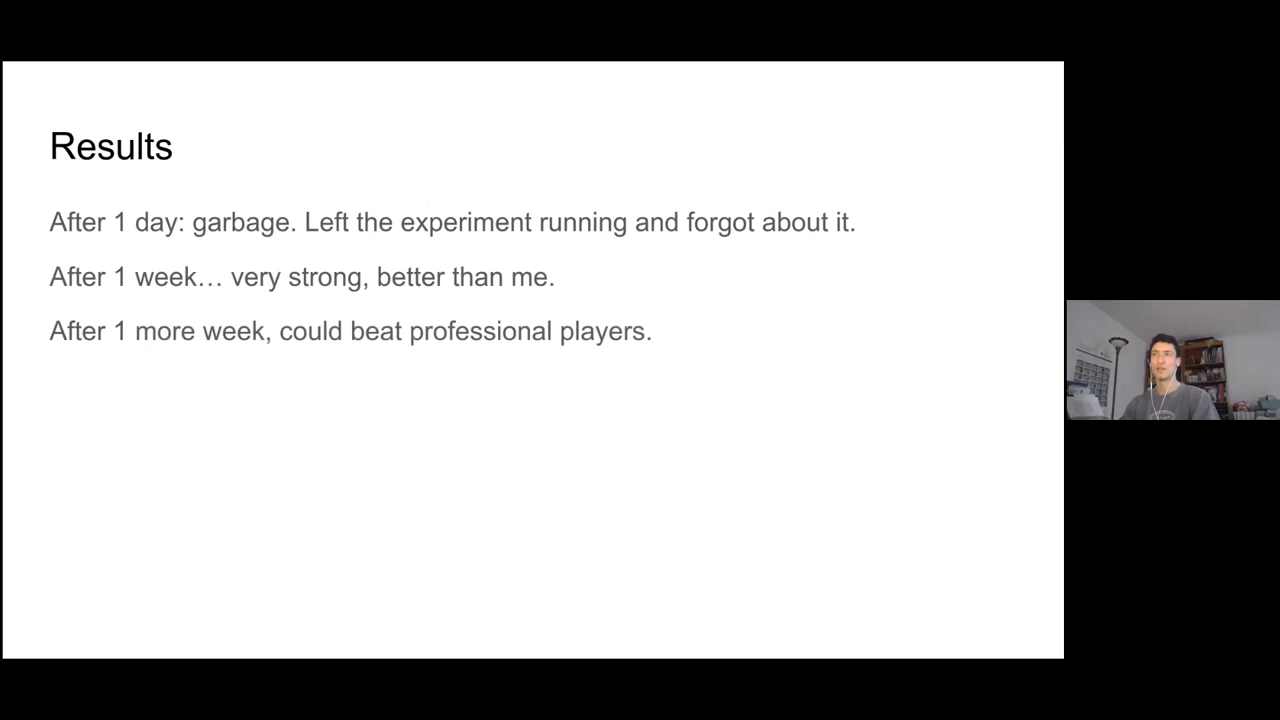 Results
After 1 day: garbage. Left the experiment running and forgot about it.
After 1 week… very strong, better than me.
After 1 more week, could beat professional players.